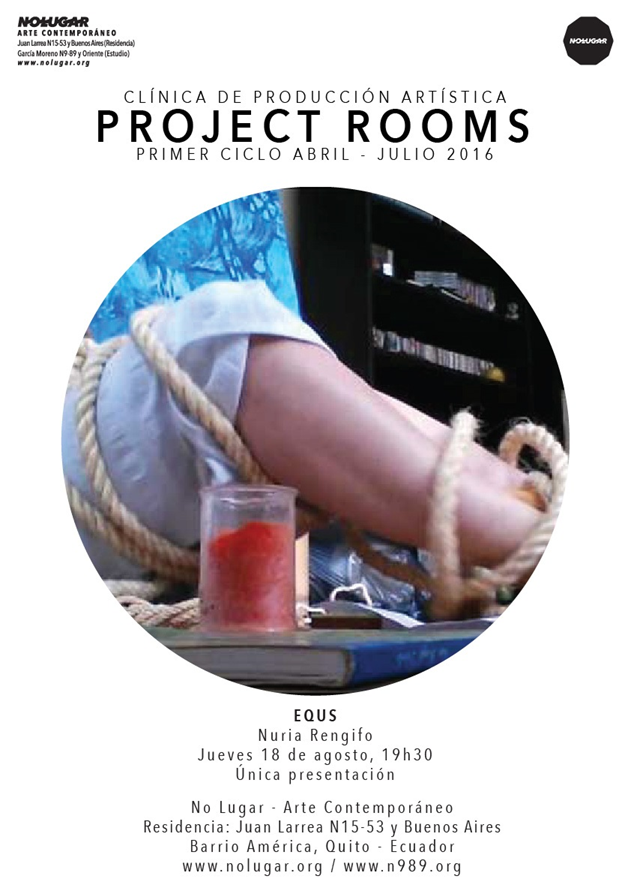 NOLUGAR
ARTE CONTEMPORÁNEO
Juan Larrea N15-53 y Buenos Aires (Residencia)
García Moreno N9-89 y Oriente (Estudio)
www.nolugar.org
NOLUGAR
CLÍNICA DE PRODUCCIÓN ARTÍSTICA
PROJECT ROOMS
PRIMER CICLO ABRIL - JULIO 2016
EQUS
Nuria Rengifo
Jueves 18 de agosto, 19h30
Única presentación
No Lugar - Arte Contemporáneo
Residencia: Juan Larrea N15-53 y Buenos Aires
Barrio América, Quito - Ecuador
www.nolugar.org / www.n989.org